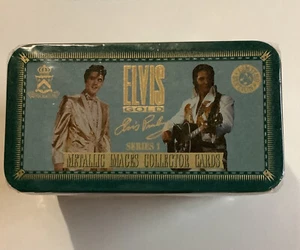 ELVIS
GOLD
Elvis Presley
SERIES 1
METALLIC IMAGES COLLECTOR CARDS